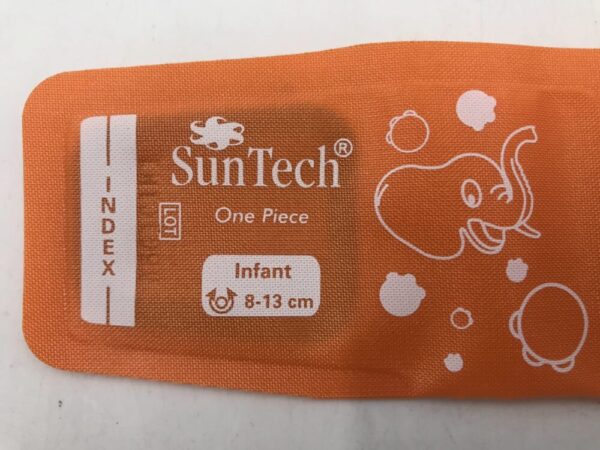 SunTech®
One Piece
Infant
8-13 cm
INDEX
LOT